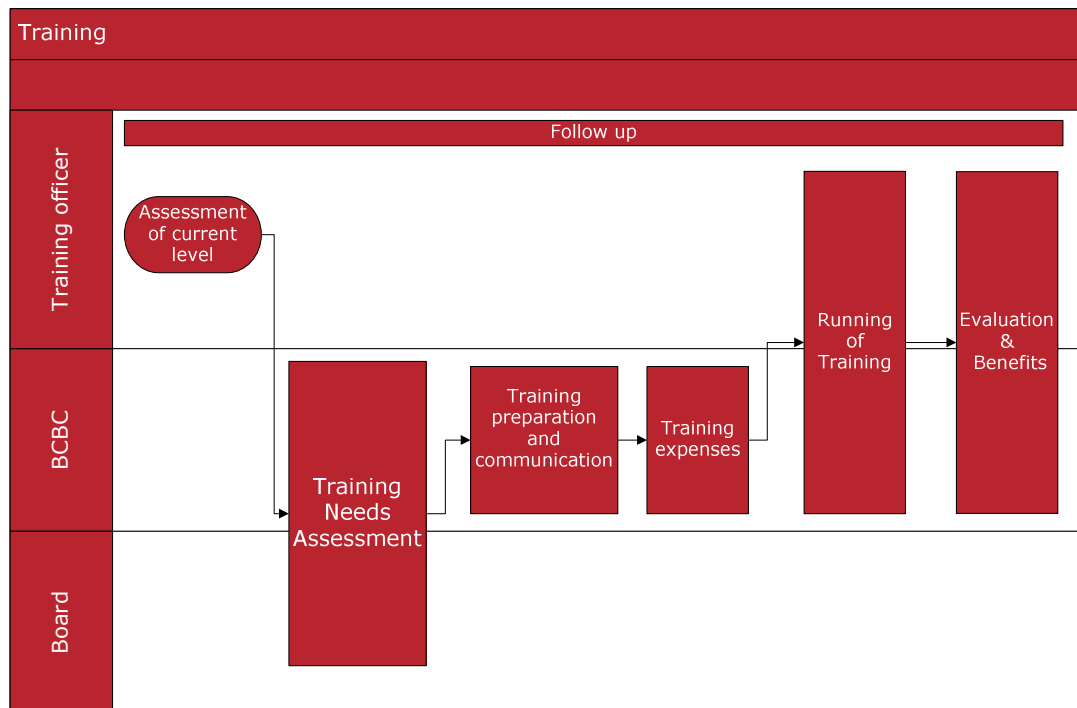 Training
Training officer
Follow up
Assessment
of current
level
Running
of
Training
Evaluation
&
Benefits
BCBC
Training
Needs
Assessment
Training
preparation
and
communication
Training
expenses
Board